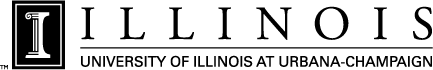 I ILLINOIS
UNIVERSITY OF ILLINOIS AT URBANA-CHAMPAIGN
TM